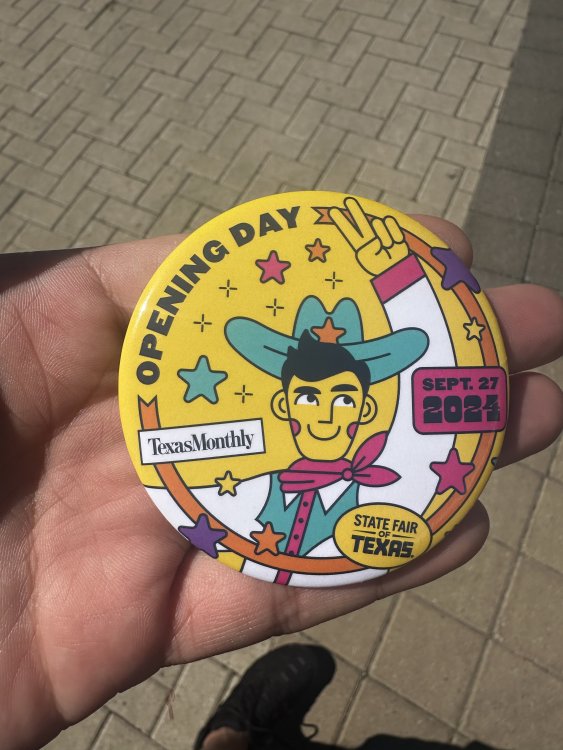 OPENING DAY
SEPT. 27
2024
TexasMonthly
STATE FAIR
OF
TEXAS